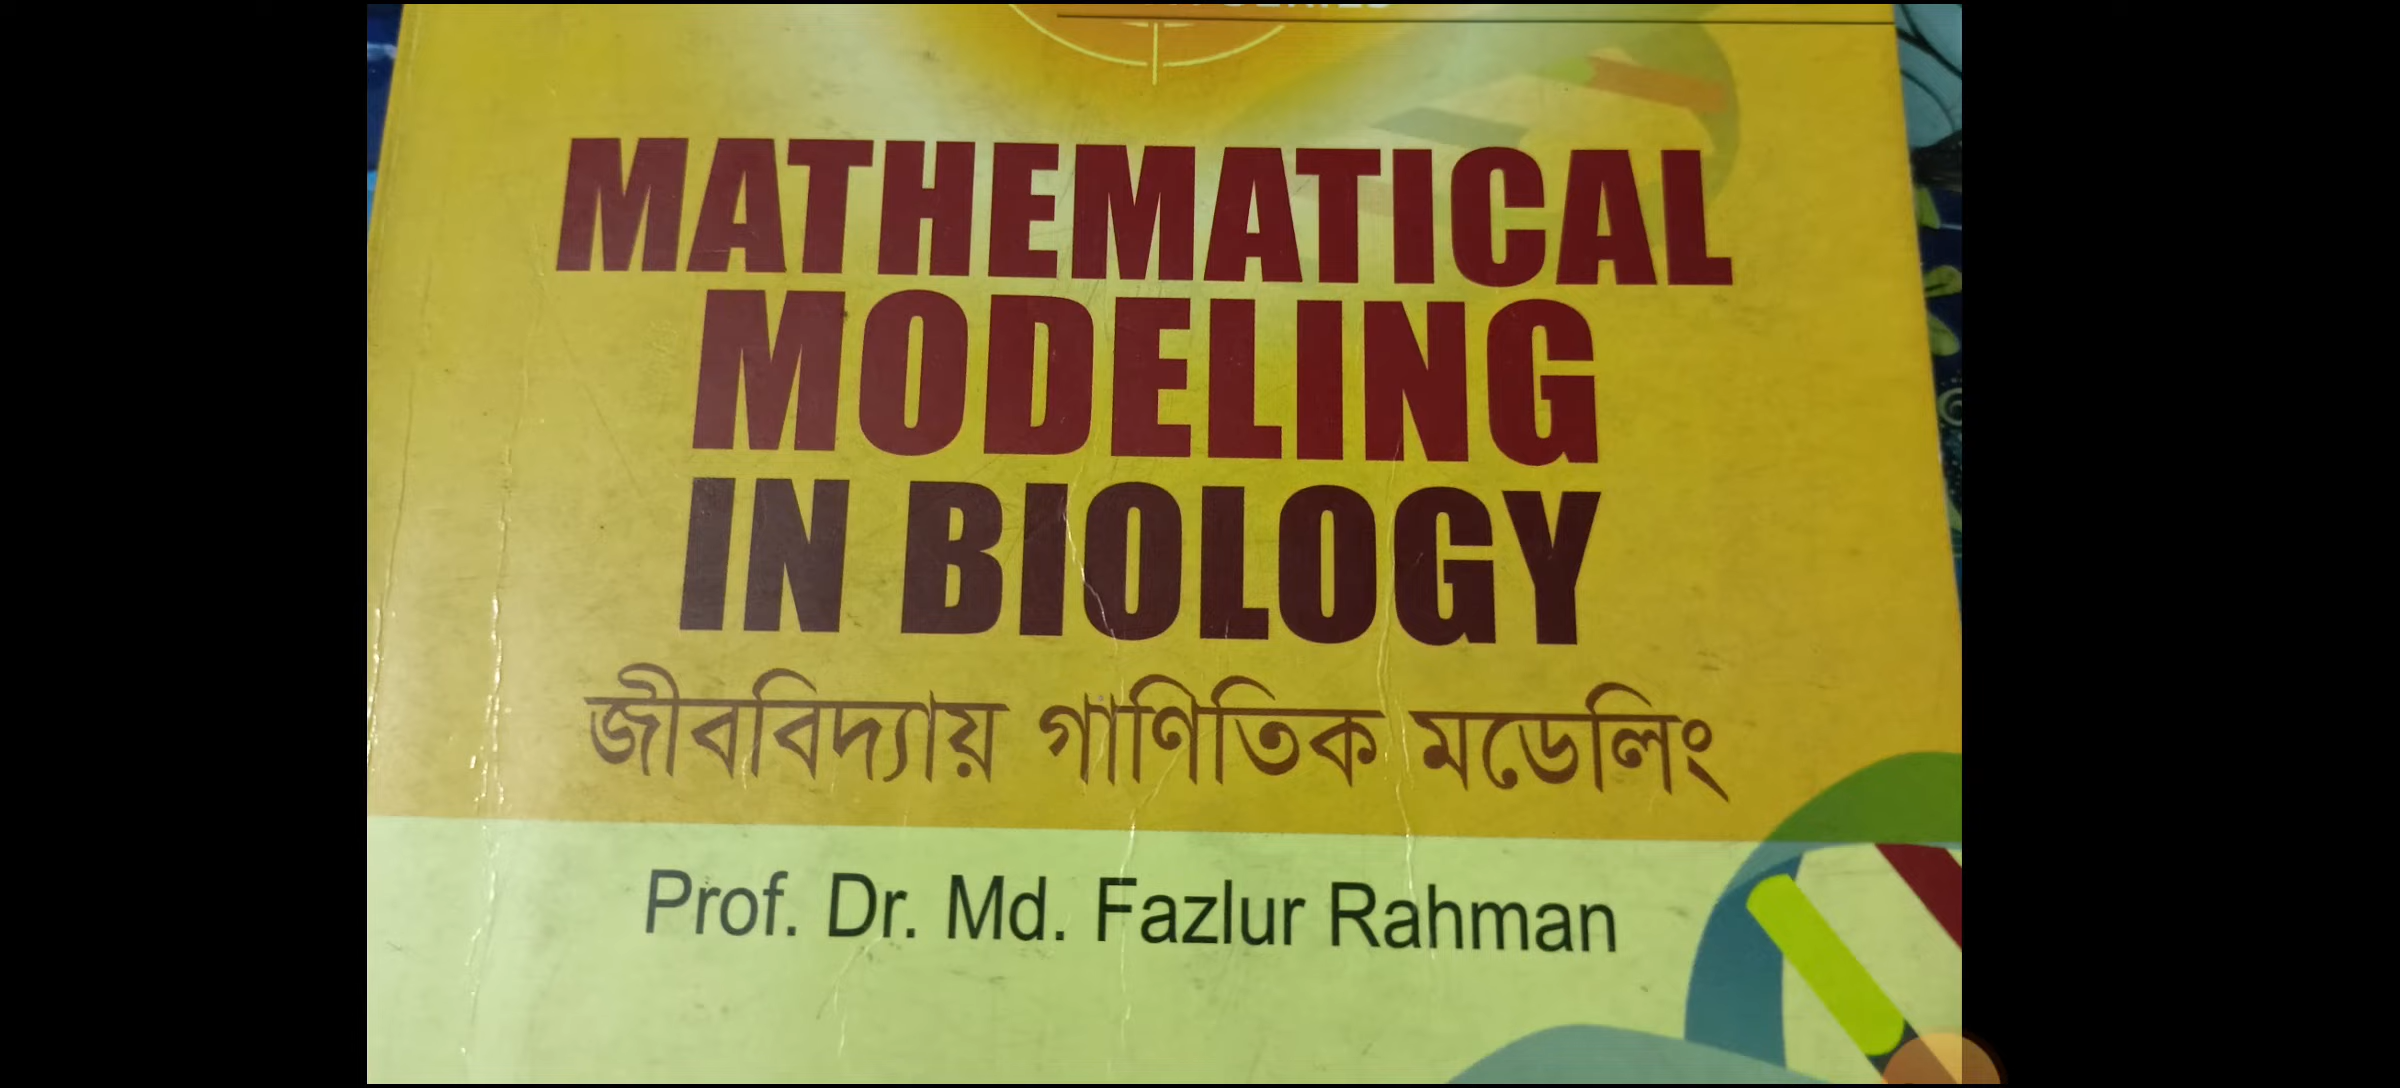 MATHEMATICAL
MODELING
IN BIOLOGY
জীববিদ্যায় গাণিতিক মডেলিং
Prof. Dr. Md. Fazlur Rahman